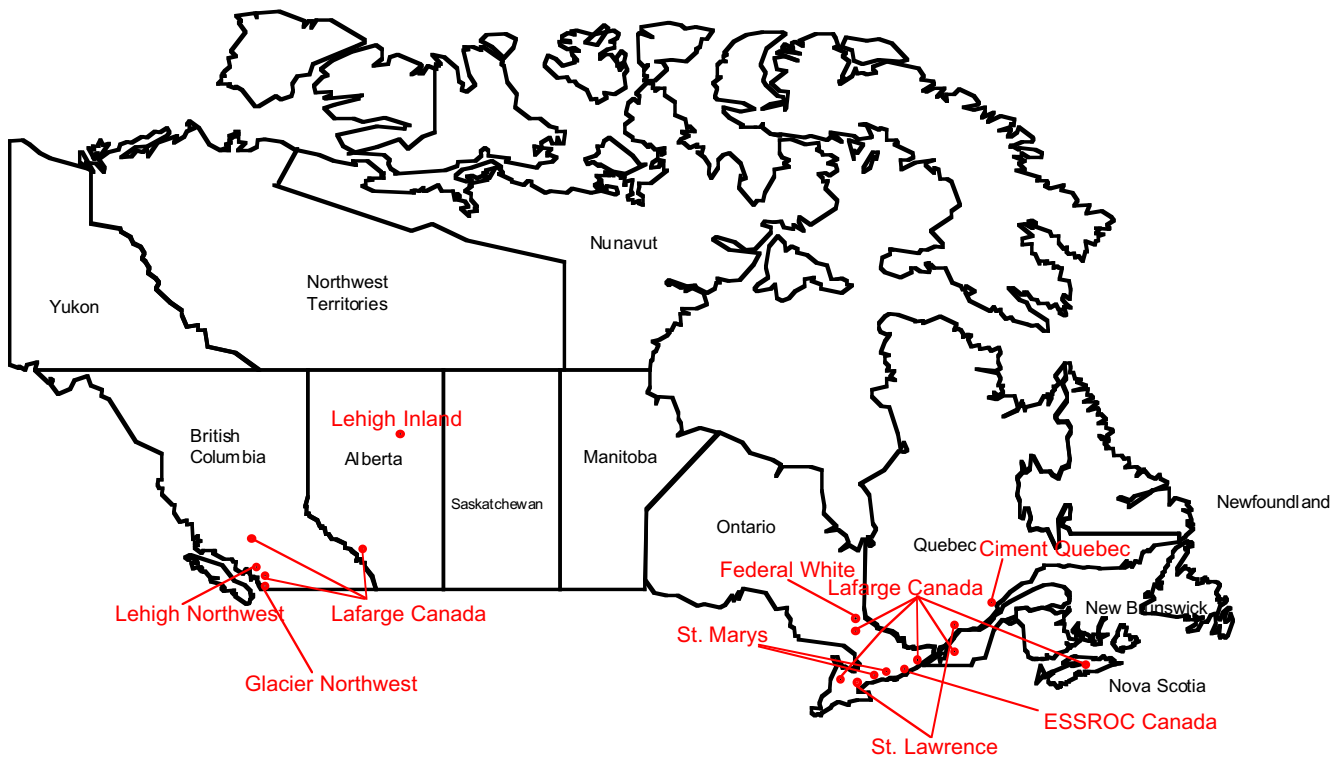 Nunavut
Northwest
Territories
Yukon
Lehigh Inland
British
Columbia
Alberta
Manitoba
Saskatchewan
Newfoundland
Ontario
Quebec
Ciment Quebec
Federal White
Lafarge Canada
Lehigh Northwest
Lafarge Canada
New Brunswick
St. Marys
Glacier Northwest
Nova Scotia
ESSROC Canada
St. Lawrence